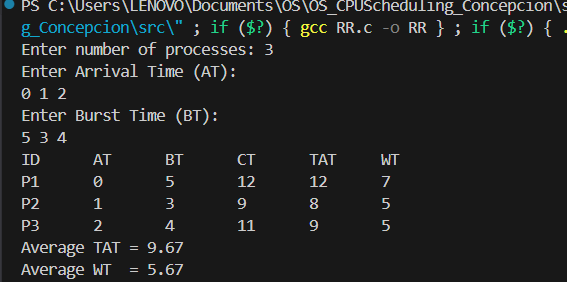 PS C:\Users\LENOVO\Documents\OS\OS_CPUScheduling_Concepcion\s
g_Concepcion\src\" ; if ($?) { gcc RR.c -o RR } ; if ($?) { .
Enter number of processes: 3
Enter Arrival Time (AT):
0 1 2
Enter Burst Time (BT):
5 3 4
ID AT BT CT TAT WT
P1 0 5 12 12 7
P2 1 3 9 8 5
P3 2 4 11 9 5
Average TAT = 9.67
Average WT  = 5.67